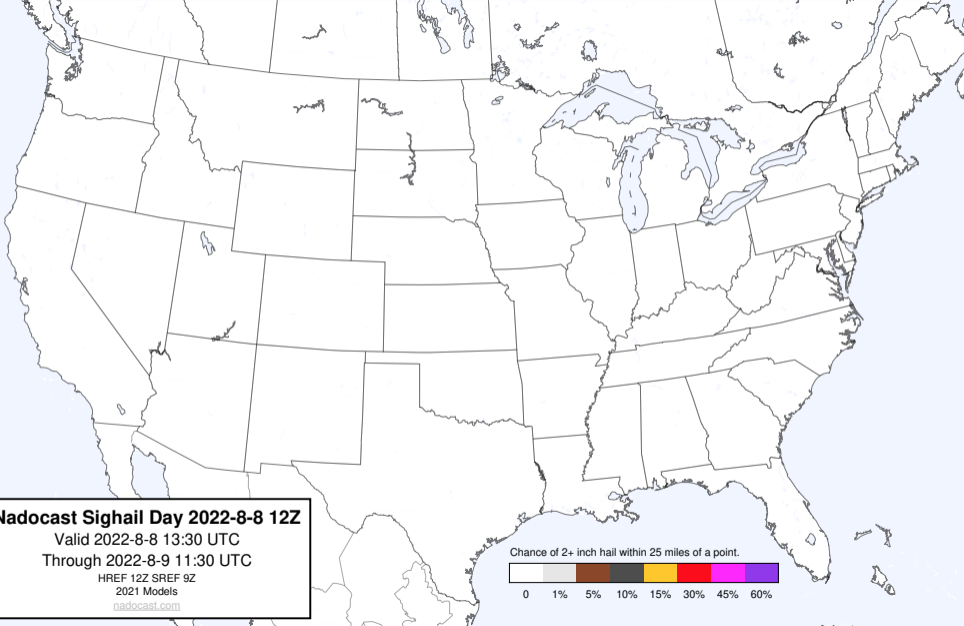 Nadocast Sighail Day 2022-8-8 12Z
Valid 2022-8-8 13:30 UTC
Through 2022-8-9 11:30 UTC
HREF 12Z SREF 9Z
2021 Models
nadocast.com
Chance of 2+ inch hail within 25 miles of a point.
0 1% 5% 10% 15% 30% 45% 60%